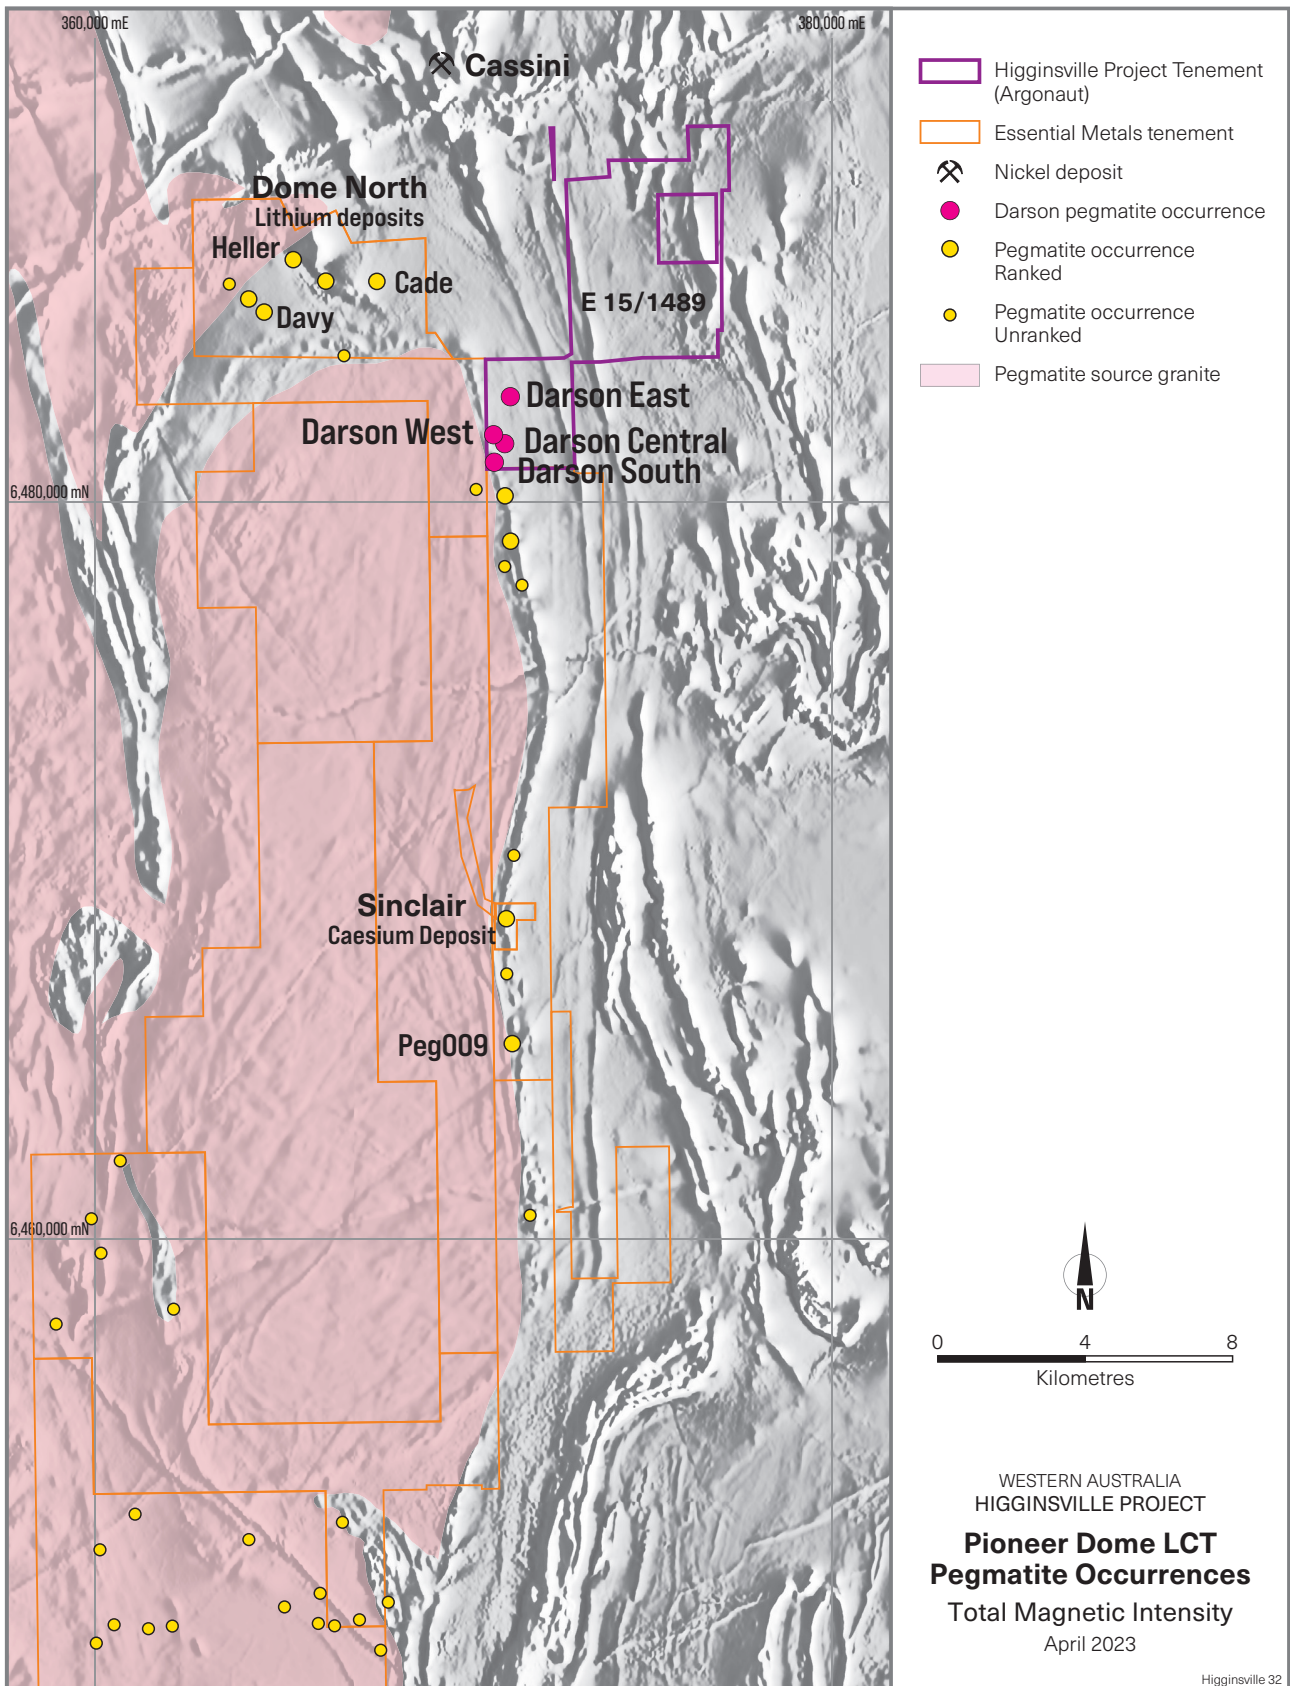 360,000 mE
380,000 mE
Cassini
Dome North
Lithium deposits
Heller
Cade
Davy
E 15/1489
Darson East
Darson West
Darson Central
Darson South
6,480,000 mN
Sinclair
Caesium Deposit
Peg009
6,460,000 mN
Higginsville Project Tenement
(Argonaut)
Essential Metals tenement
Nickel deposit
Darson pegmatite occurrence
Pegmatite occurrence
Ranked
Pegmatite occurrence
Unranked
Pegmatite source granite
N
0 4 8
Kilometres
WESTERN AUSTRALIA
HIGGINSVILLE PROJECT
Pioneer Dome LCT
Pegmatite Occurrences
Total Magnetic Intensity
April 2023
Higginsville 32